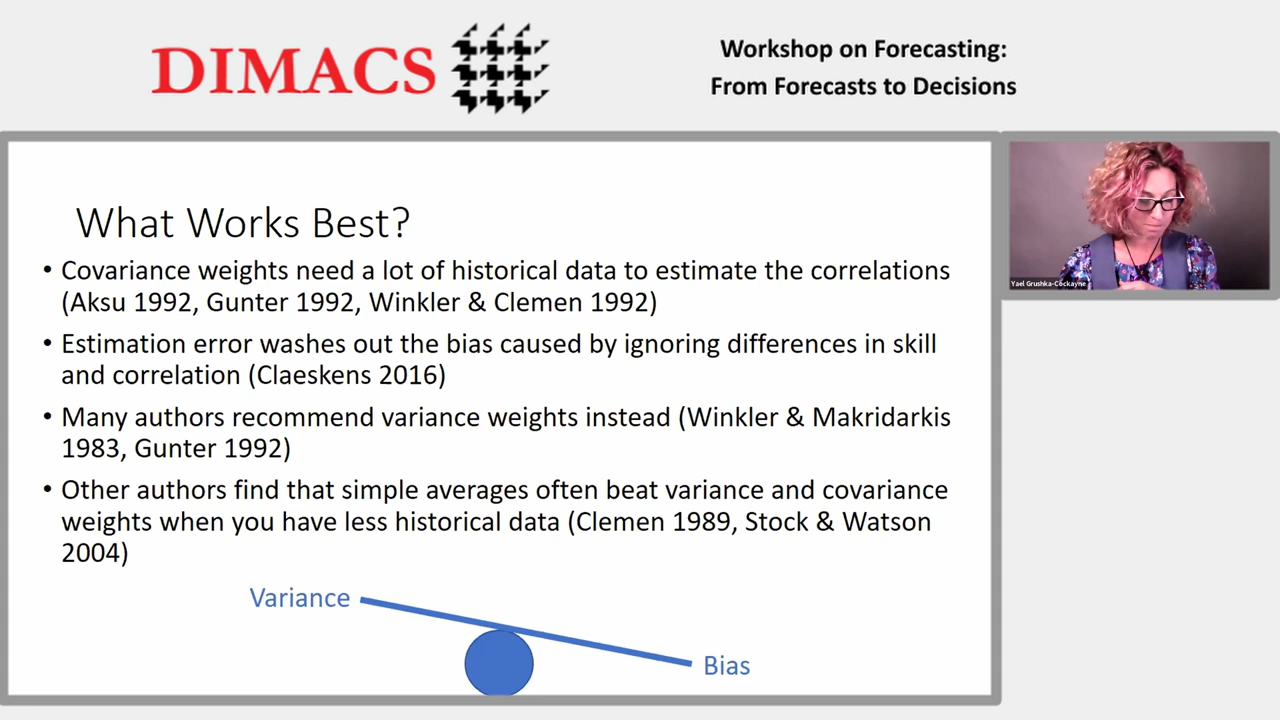 DIMACS
Workshop on Forecasting:
From Forecasts to Decisions
What Works Best?
• Covariance weights need a lot of historical data to estimate the correlations
(Aksu 1992, Gunter 1992, Winkler & Clemen 1992)
• Estimation error washes out the bias caused by ignoring differences in skill
and correlation (Claeskens 2016)
• Many authors recommend variance weights instead (Winkler & Makridarkis
1983, Gunter 1992)
• Other authors find that simple averages often beat variance and covariance
weights when you have less historical data (Clemen 1989, Stock & Watson
2004)
Variance
Bias
Yael Grushka-Cockayne